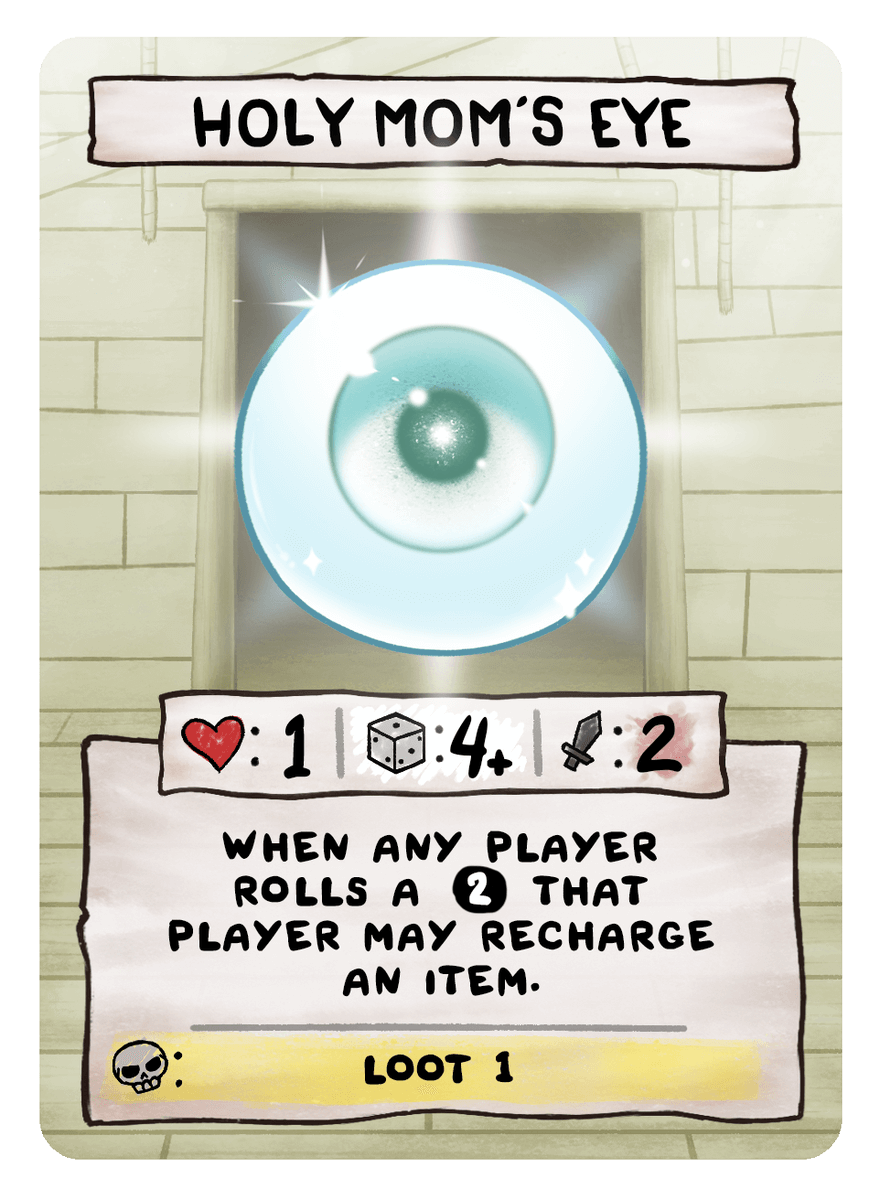 HOLY MOM'S EYE
:1 :4+ :2
WHEN ANY PLAYER
ROLLS A 2 THAT
PLAYER MAY RECHARGE
AN ITEM.
: LOOT 1